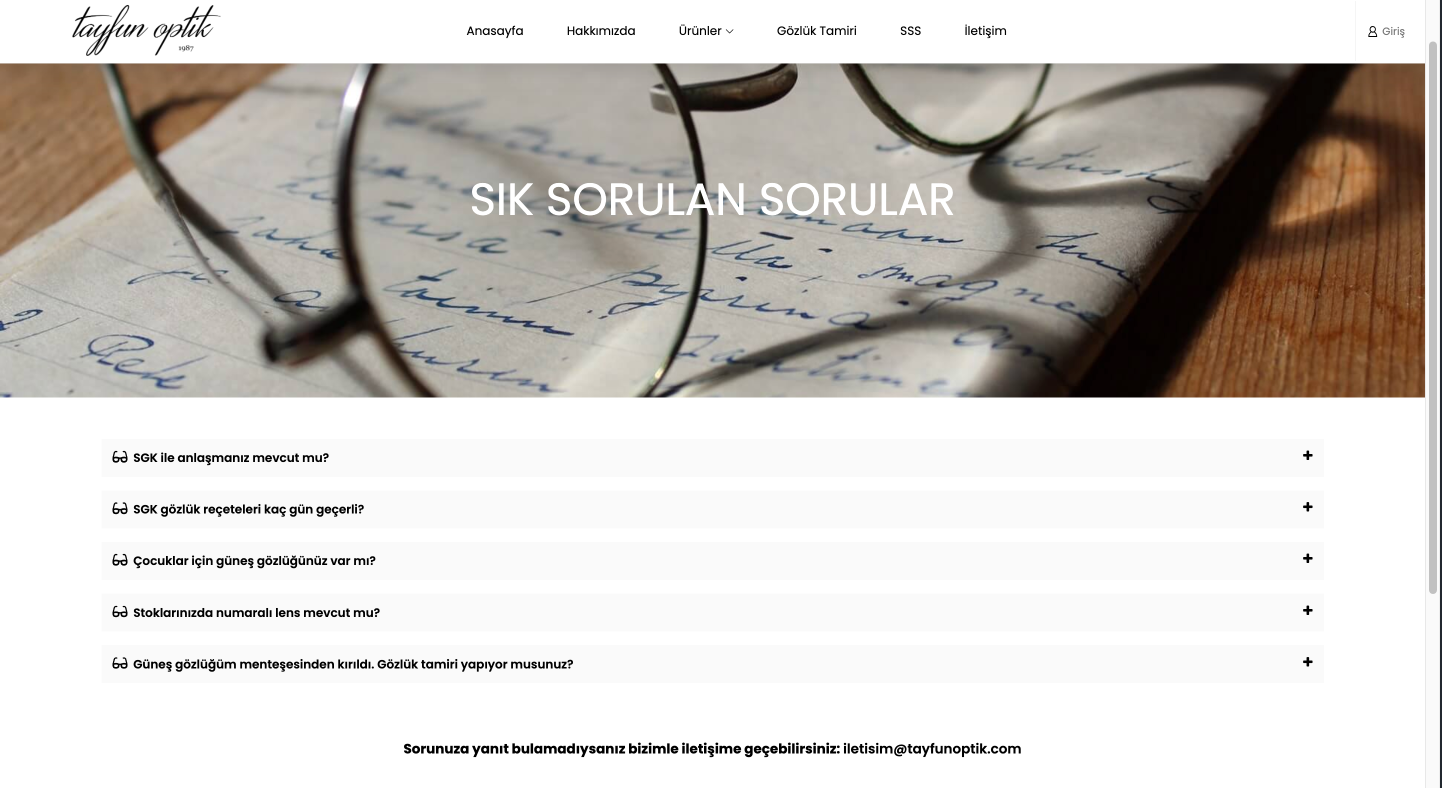 tayfun optik
1987
Anasayfa Hakkımızda Ürünler Gözlük Tamiri SSS İletişim
Giriş
SIK SORULAN SORULAR
SGK ile anlaşmanız mevcut mu?
SGK gözlük reçeteleri kaç gün geçerli?
Çocuklar için güneş gözlüğünüz var mı?
Stoklarınızda numaralı lens mevcut mu?
Güneş gözlüğüm menteşesinden kırıldı. Gözlük tamiri yapıyor musunuz?
Sorunuza yanıt bulamadıysanız bizimle iletişime geçebilirsiniz: iletisim@tayfunoptik.com